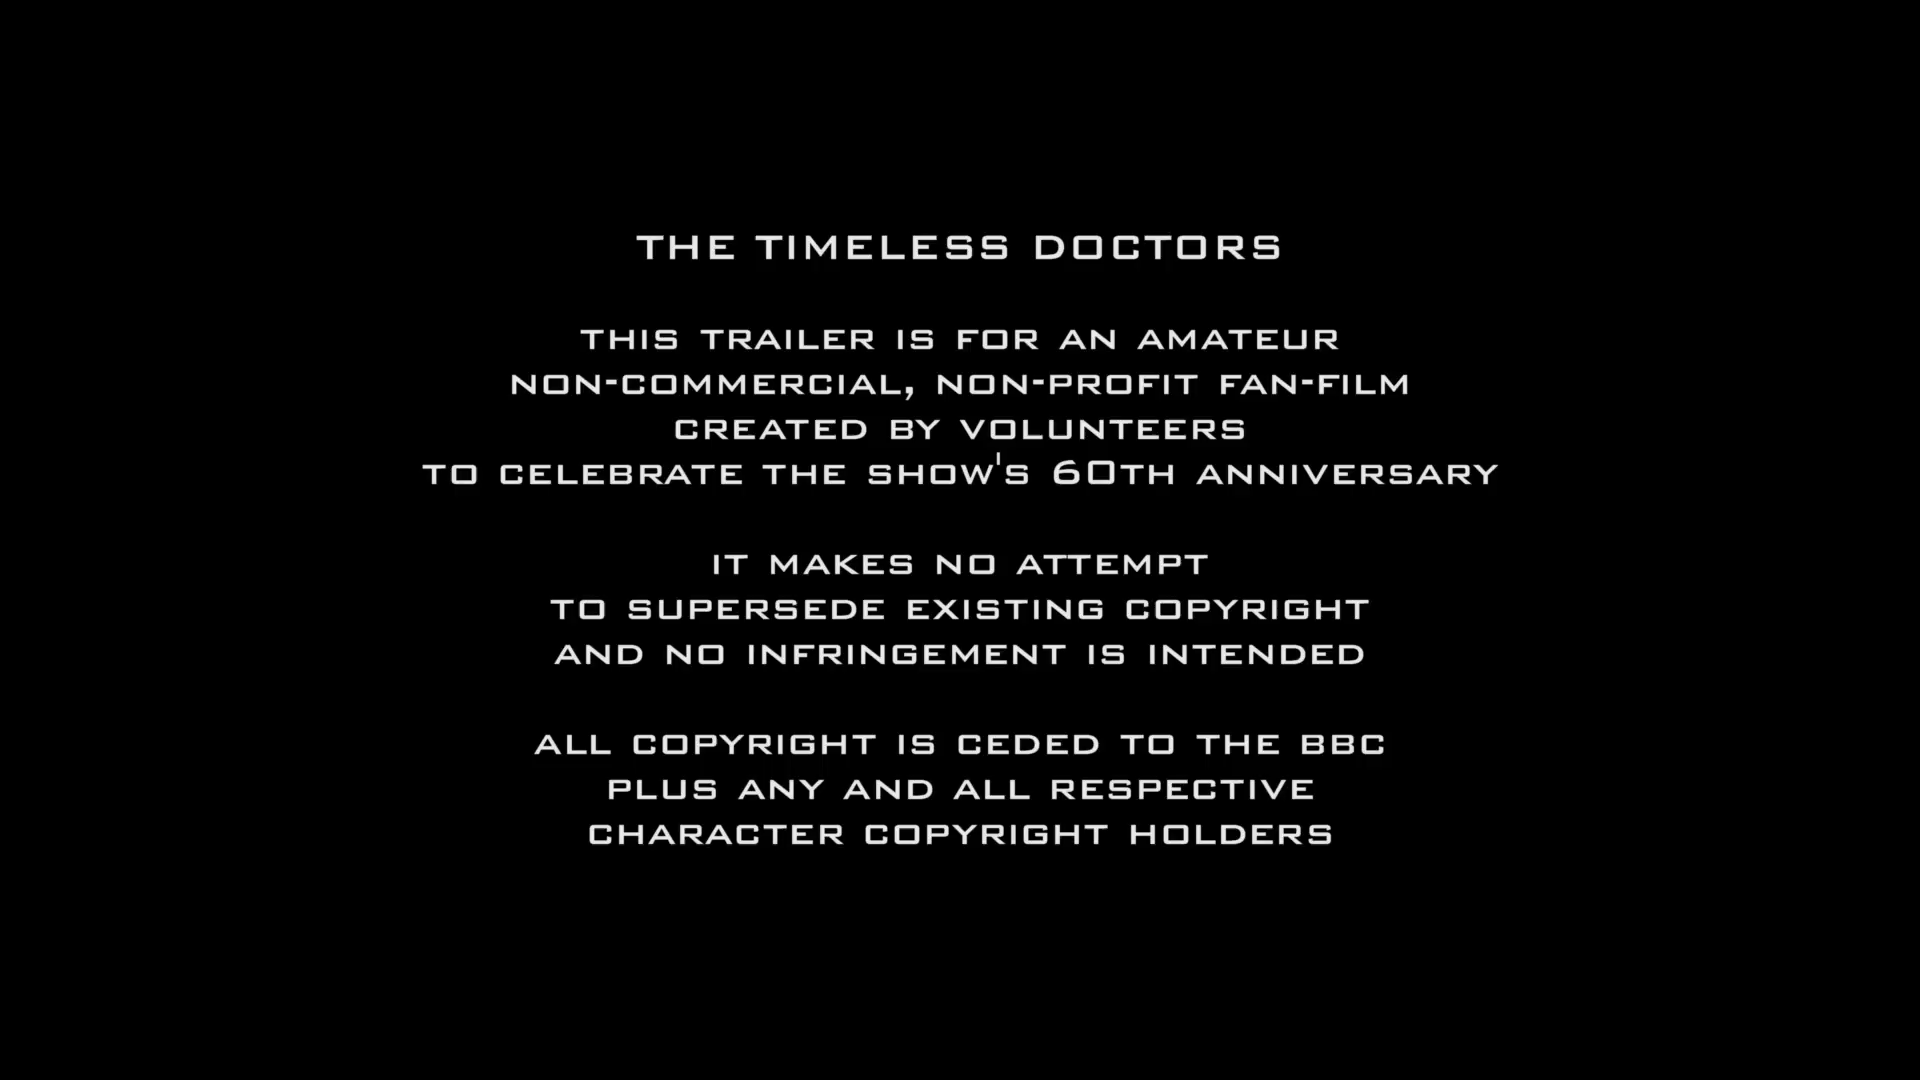 THE TIMELESS DOCTORS
THIS TRAILER IS FOR AN AMATEUR
NON-COMMERCIAL, NON-PROFIT FAN-FILM
CREATED BY VOLUNTEERS
TO CELEBRATE THE SHOW'S 60TH ANNIVERSARY
IT MAKES NO ATTEMPT
TO SUPERSEDE EXISTING COPYRIGHT
AND NO INFRINGEMENT IS INTENDED
ALL COPYRIGHT IS CEDED TO THE BBC
PLUS ANY AND ALL RESPECTIVE
CHARACTER COPYRIGHT HOLDERS